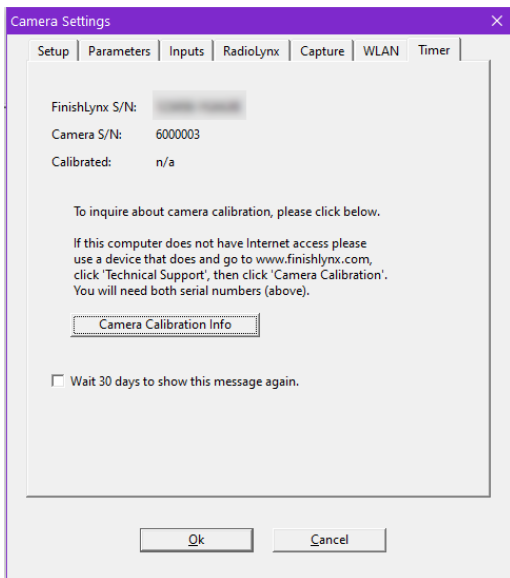 Camera Settings
Setup Parameters Inputs RadioLynx Capture WLAN Timer
FinishLynx S/N:
Camera S/N: 6000003
Calibrated: n/a
To inquire about camera calibration, please click below.
If this computer does not have Internet access please
use a device that does and go to www.finishlynx.com,
click 'Technical Support', then click 'Camera Calibration'.
You will need both serial numbers (above).
Camera Calibration Info
Wait 30 days to show this message again.
Ok Cancel